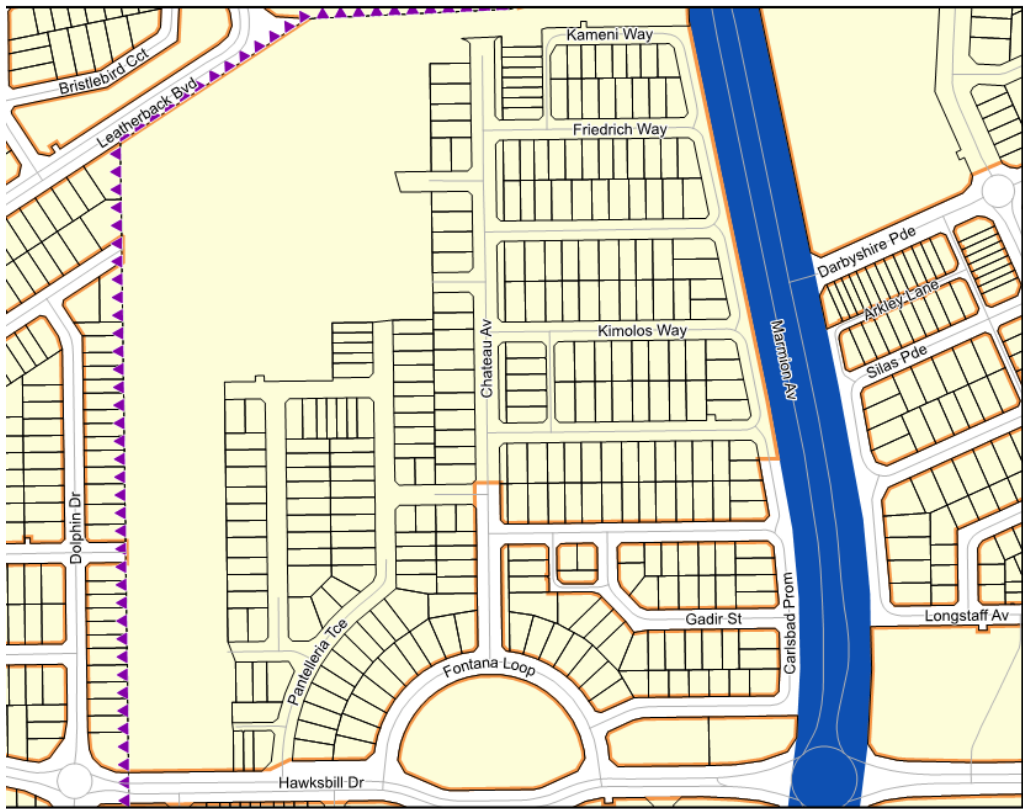 Kameni Way
Bristlebird Cct
Leatherback Bvd
Friedrich Way
Darbyshire Pde
Arkley Lane
Kimolos Way
Chateau Av
Marmion Av
Silas Pde
Dolphin Dr
Carlsbad Prom
Gadir St
Longstaff Av
Pantelleria Tce
Fontana Loop
Hawksbill Dr